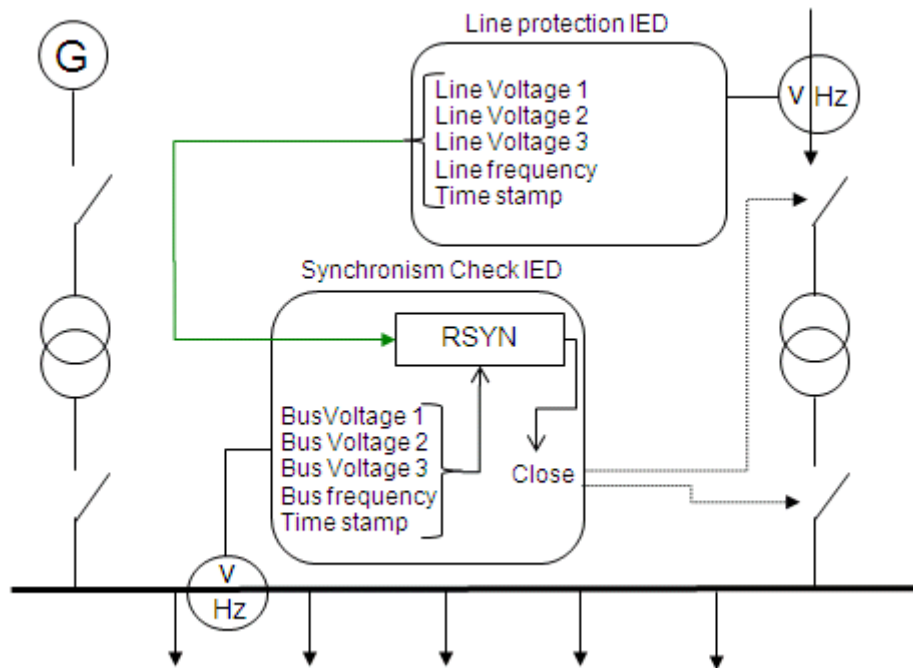 Line protection IED
G
Line Voltage 1
Line Voltage 2
Line Voltage 3
Line frequency
Time stamp
V Hz
Synchronism Check IED
RSYN
BusVoltage 1
Bus Voltage 2
Bus Voltage 3
Bus frequency
Time stamp
Close
V
Hz